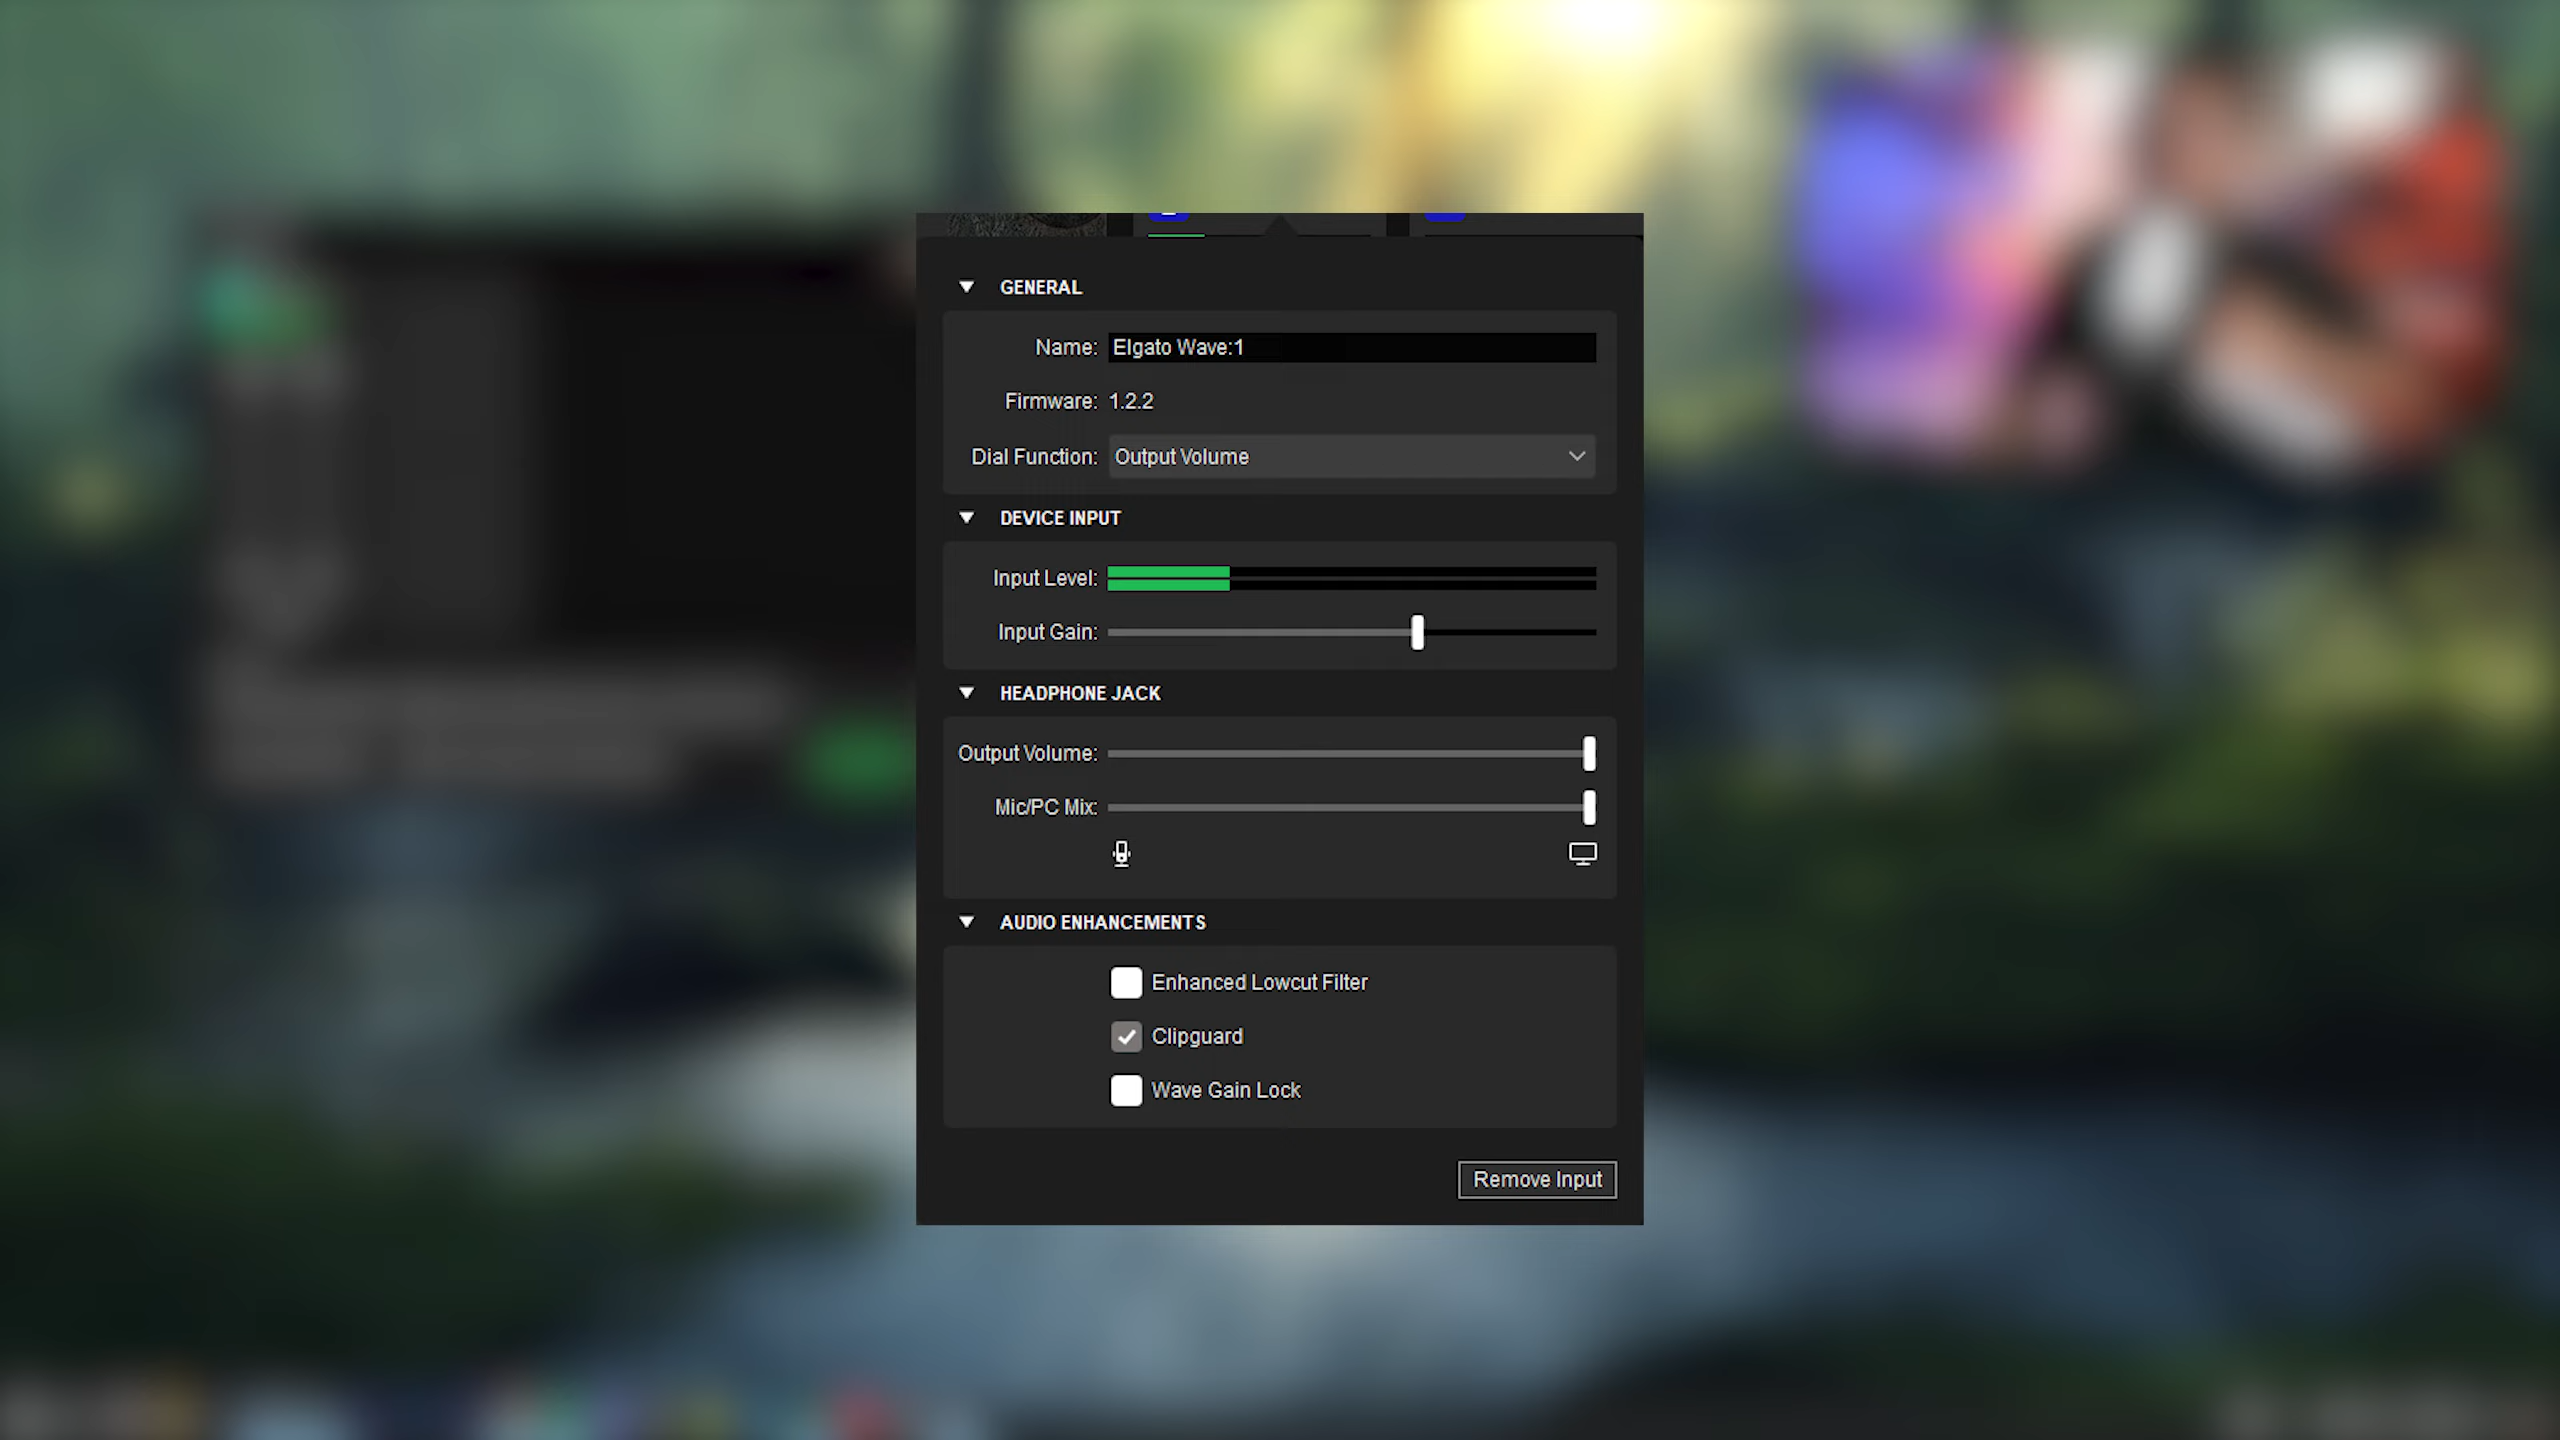 GENERAL
Name: Elgato Wave:1
Firmware: 1.2.2
Dial Function: Output Volume
DEVICE INPUT
Input Level:
Input Gain:
HEADPHONE JACK
Output Volume:
Mic/PC Mix:
AUDIO ENHANCEMENTS
Enhanced Lowcut Filter
Clipguard
Wave Gain Lock
Remove Input